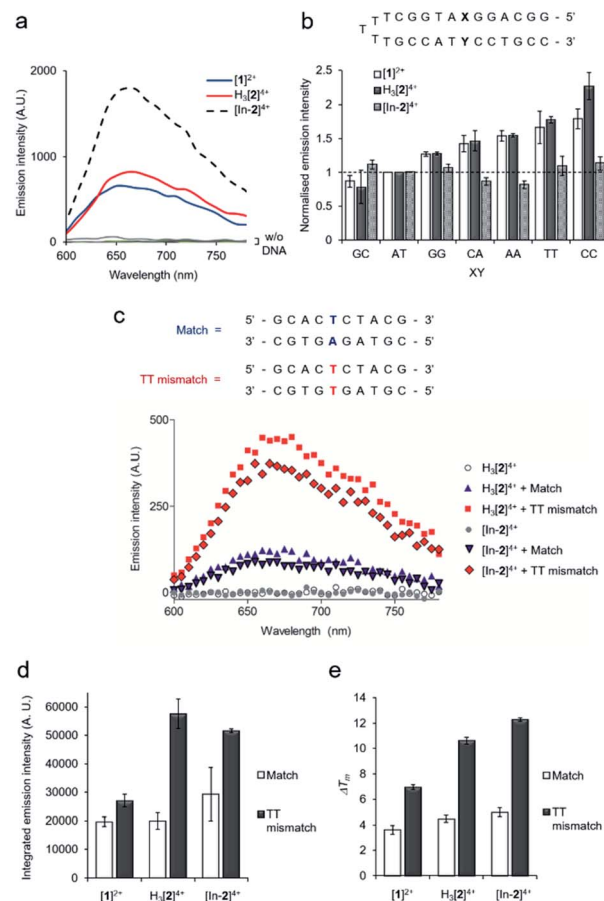 a
2000
1000
0
Emission intensity (A.U.)
600 650 700 750
Wavelength (nm)
[1]²⁺
H₃[2]⁴⁺
[In-2]⁴⁺
w/o
DNA
b
T T C G G T A X G G A C G G - 5'
T
T T G C C A T Y C C T G C C - 3'
2.5
2
1.5
1
0.5
0
Normalised emission intensity
[1]²⁺
H₃[2]⁴⁺
[In-2]⁴⁺
GC AT GG CA AA TT CC
XY
c
5' - G C A C T C T A C G - 3'
Match =
3' - C G T G A G A T G C - 5'
5' - G C A C T C T A C G - 3'
TT mismatch =
3' - C G T G T G A T G C - 5'
500
250
0
Emission intensity (A.U.)
600 650 700 750
Wavelength (nm)
H₃[2]⁴⁺
H₃[2]⁴⁺ + Match
H₃[2]⁴⁺ + TT mismatch
[In-2]⁴⁺
[In-2]⁴⁺ + Match
[In-2]⁴⁺ + TT mismatch
d
60000
50000
40000
30000
20000
10000
0
Integrated emission intensity (A. U.)
Match
TT
mismatch
[1]²⁺ H₃[2]⁴⁺ [In-2]⁴⁺
e
14
12
10
8
6
4
2
0
ΔTₘ
Match
TT
mismatch
[1]²⁺ H₃[2]⁴⁺ [In-2]⁴⁺